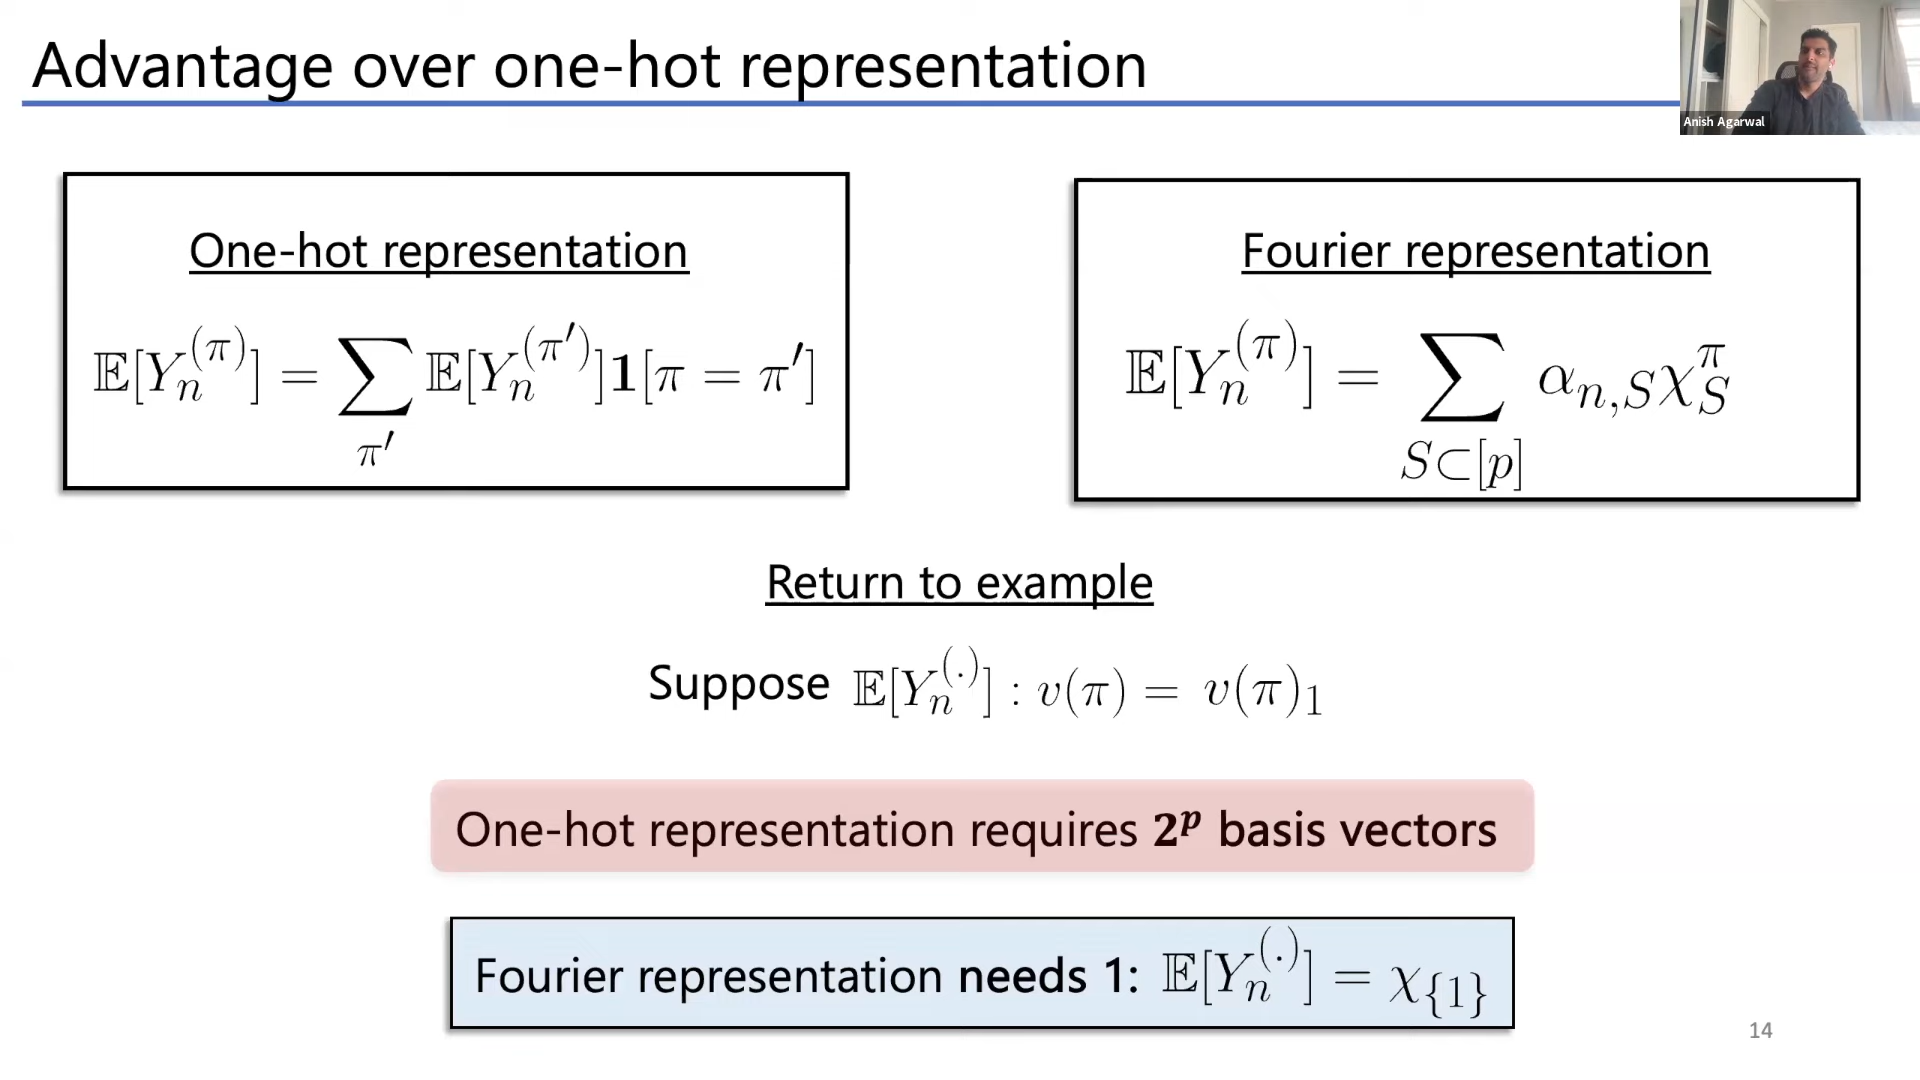 Advantage over one-hot representation
Anish Agarwal
One-hot representation
𝔼[Y_n^{(π)}] = ∑_{π′} 𝔼[Y_n^{(π′)}]𝟏[π = π′]
Fourier representation
𝔼[Y_n^{(π)}] = ∑_{S⊂[p]} α_{n,S}χ_S^π
Return to example
Suppose 𝔼[Y_n^{(.)}] : v(π) = v(π)_1
One-hot representation requires 2^p basis vectors
Fourier representation needs 1: 𝔼[Y_n^{(.)}] = χ_{{1}}
14